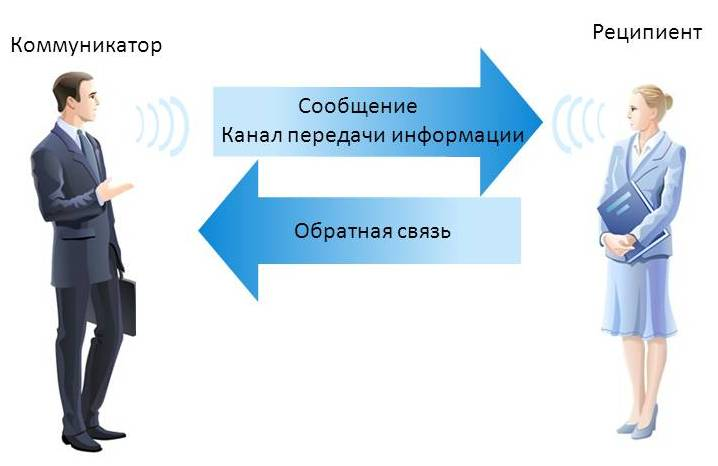 Коммуникатор
Реципиент
Сообщение
Канал передачи информации
Обратная связь